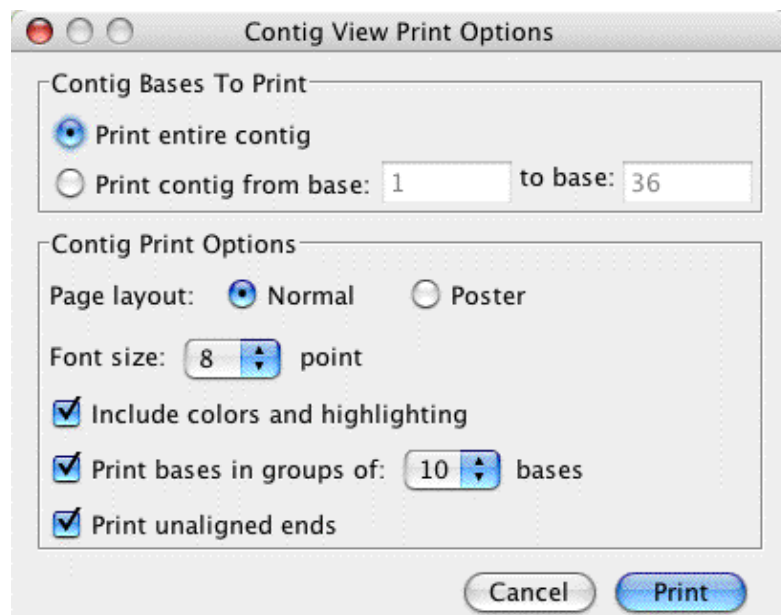 Contig View Print Options
Contig Bases To Print
Print entire contig
Print contig from base: 1 to base: 36
Contig Print Options
Page layout: Normal Poster
Font size: 8 point
Include colors and highlighting
Print bases in groups of: 10 bases
Print unaligned ends
Cancel Print